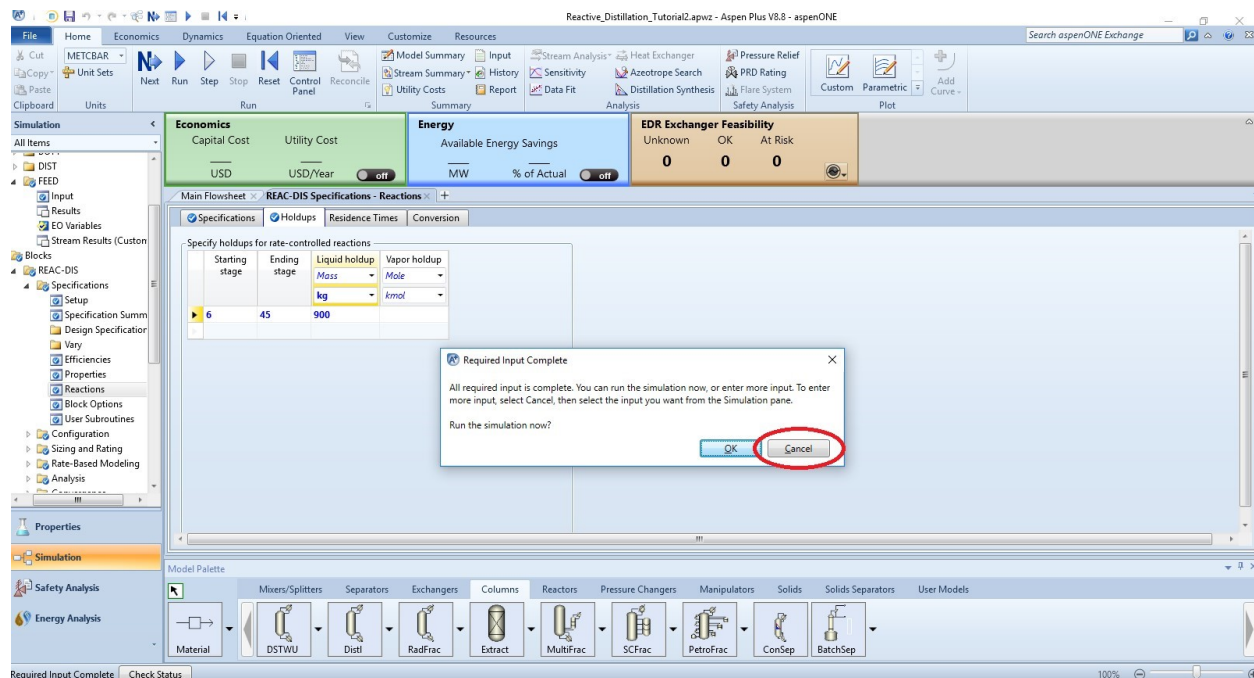 Reactive_Distillation_Tutorial2.apwz - Aspen Plus V8.8 - aspenONE
File Home Economics Dynamics Equation Oriented View Customize Resources Search aspenONE Exchange
Cut METCBAR Model Summary Input Stream Analysis Heat Exchanger Pressure Relief
Copy Unit Sets Next Run Step Stop Reset Control Panel Reconcile Stream Summary History Sensitivity Azeotrope Search PRD Rating Custom Parametric Add Curve
Paste Utility Costs Report Data Fit Distillation Synthesis Flare System
Clipboard Units Run Summary Analysis Safety Analysis Plot
Simulation
All Items
DIST
FEED
Input
Results
EO Variables
Stream Results (Custom
Blocks
REAC-DIS
Specifications
Setup
Specification Summ
Design Specification
Vary
Efficiencies
Properties
Reactions
Block Options
User Subroutines
Configuration
Sizing and Rating
Rate-Based Modeling
Analysis
Properties
Simulation
Safety Analysis
Energy Analysis
Economics
Capital Cost Utility Cost
USD USD/Year off
Energy
Available Energy Savings
MW % of Actual off
EDR Exchanger Feasibility
Unknown OK At Risk
0 0 0
Main Flowsheet REAC-DIS Specifications - Reactions +
Specifications Holdups Residence Times Conversion
Specify holdups for rate-controlled reactions
Starting stage Ending stage Liquid holdup Vapor holdup
Mass Mole
kg kmol
6 45 900
Required Input Complete
All required input is complete. You can run the simulation now, or enter more input. To enter
more input, select Cancel, then select the input you want from the Simulation pane.
Run the simulation now?
OK Cancel
Model Palette
Mixers/Splitters Separators Exchangers Columns Reactors Pressure Changers Manipulators Solids Solids Separators User Models
Material DSTWU Distl RadFrac Extract MultiFrac SCFrac PetroFrac ConSep BatchSep
Required Input Complete Check Status 100%